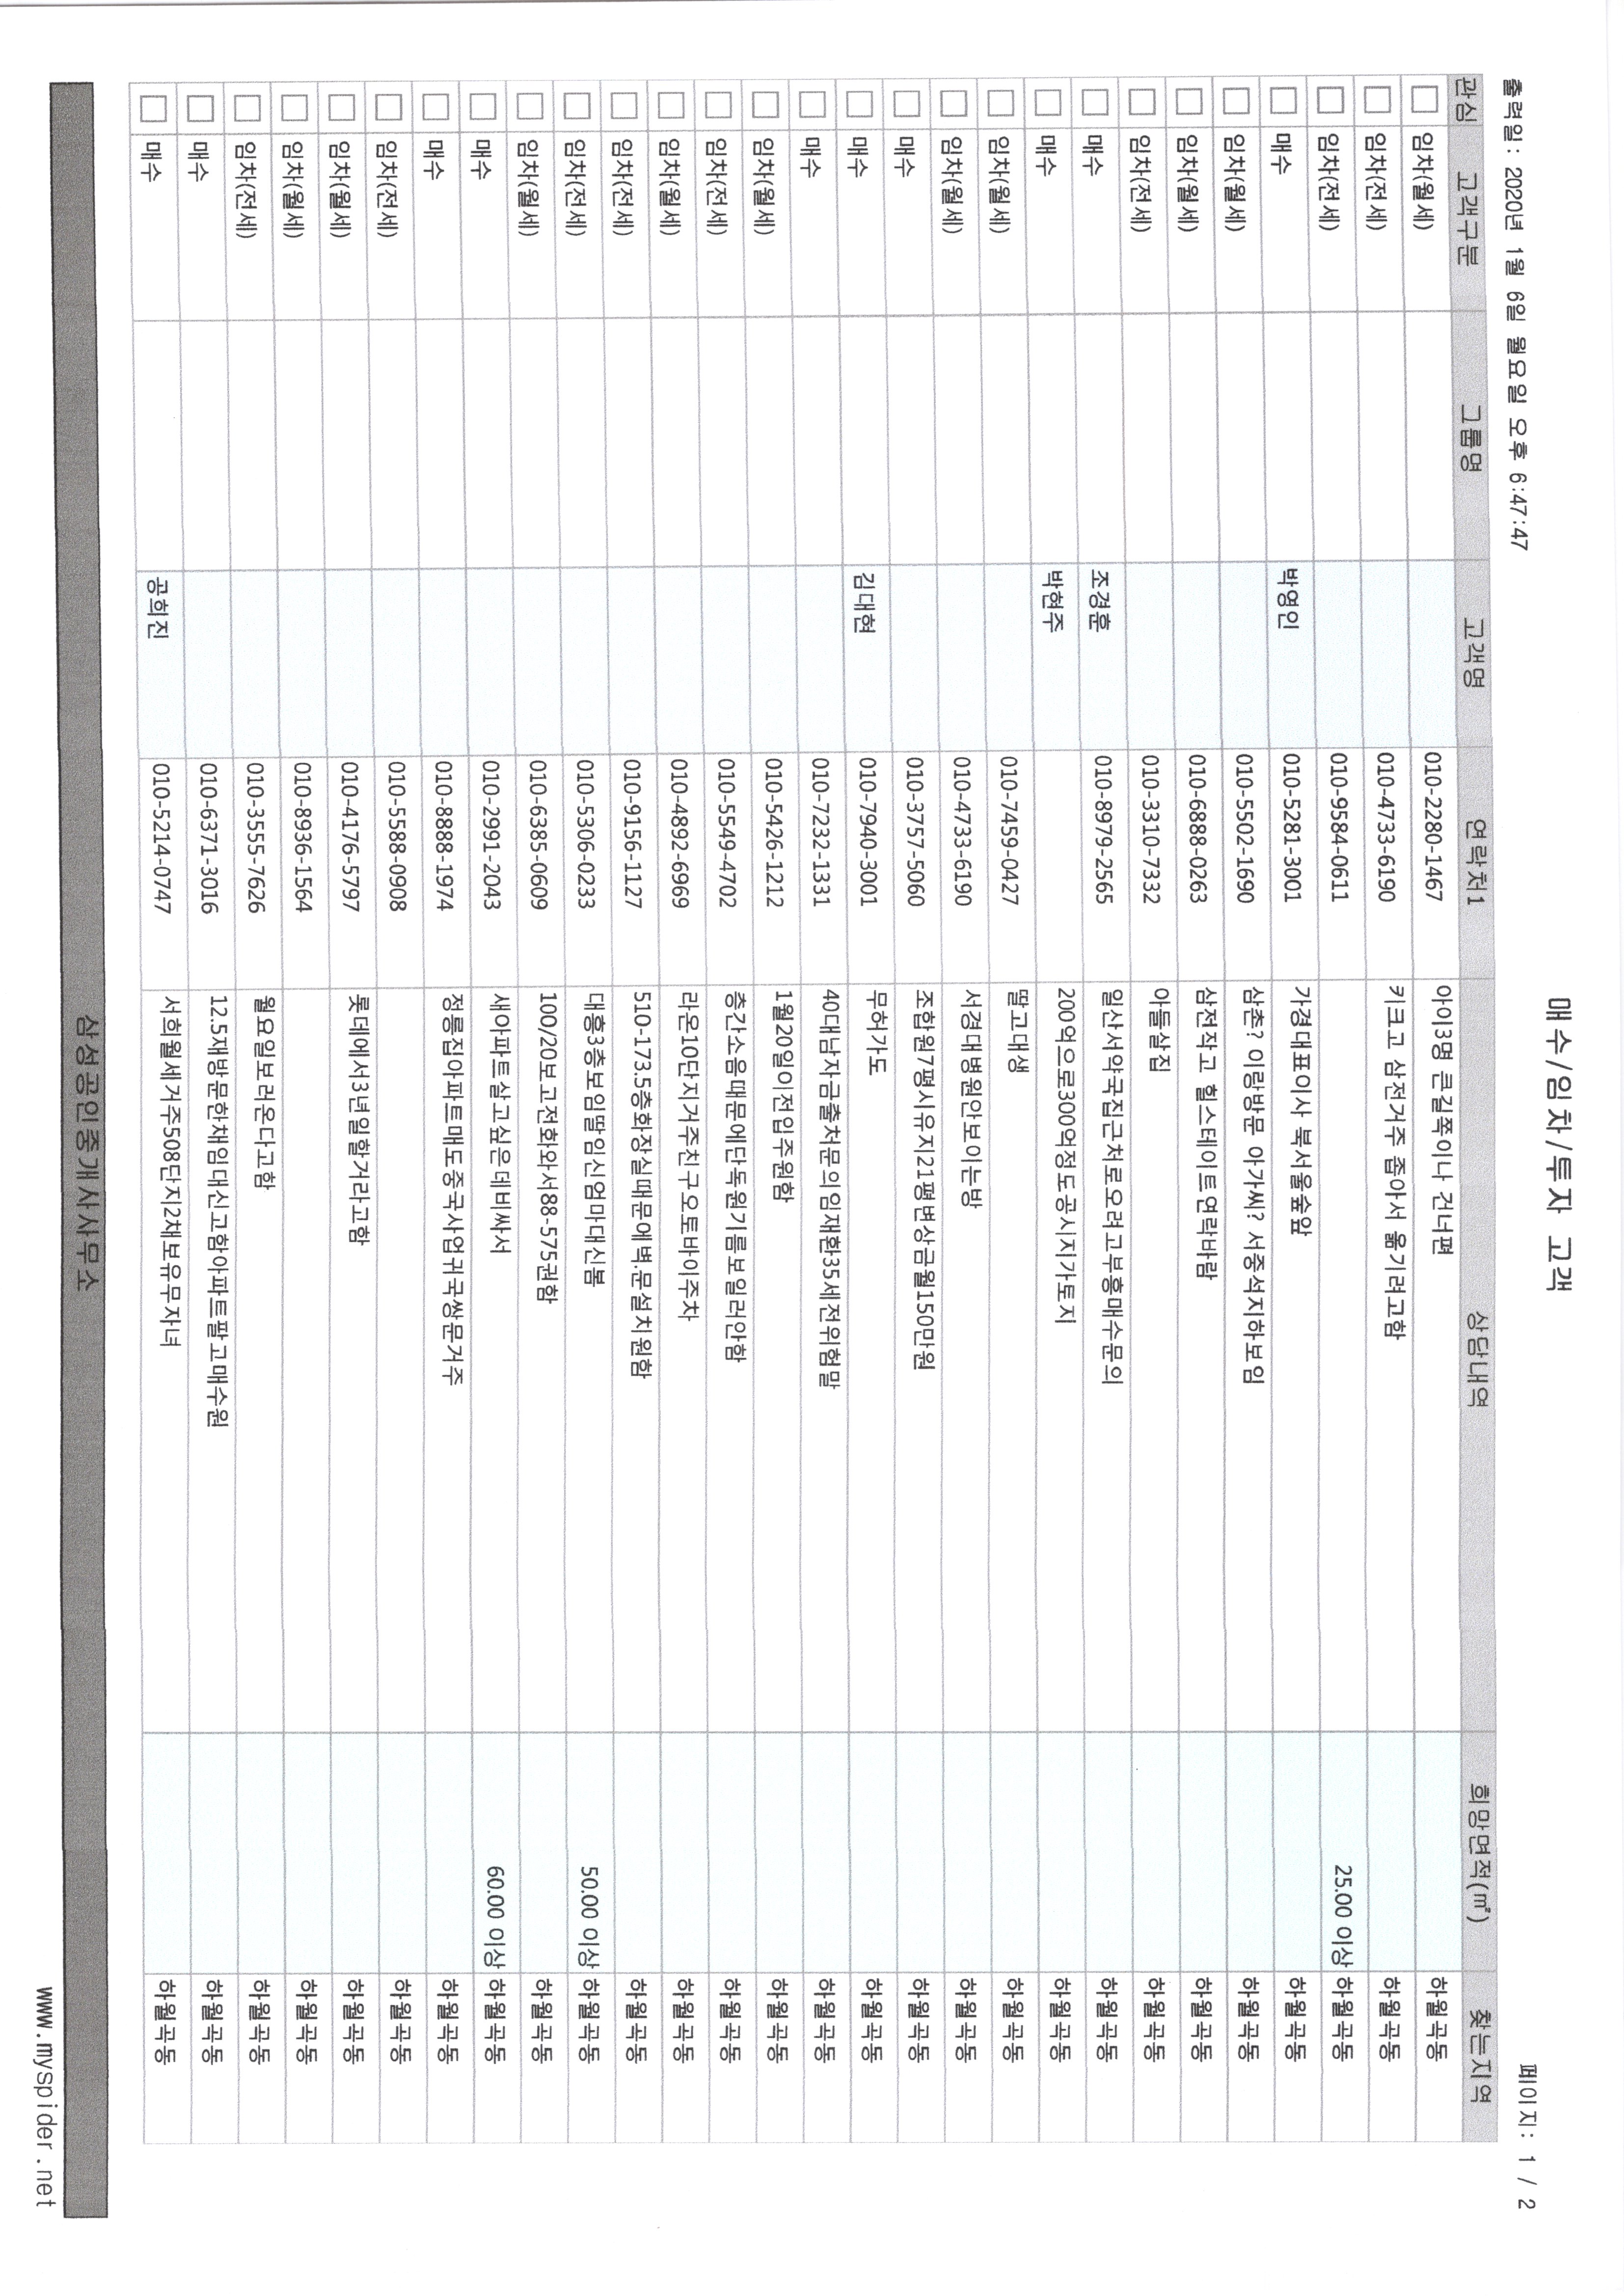 매수/임차/투자 고객
출력일: 2020년 1월 6일 월요일 오후 6:47:47
페이지: 1 / 2
관심 고객구분 그룹명 고객명 연락처1 상담내역 희망면적(㎡) 찾는지역
임차(월세) 010-2280-1467 아이3명 큰길쪽이나 건너편 하월곡동
임차(전세) 010-4733-6190 키크고 삼전거주 좁아서 옮기려고함 하월곡동
임차(전세) 010-9584-0611 25.00 이상 하월곡동
매수 박영인 010-5281-3001 가경대표이사 북서울숲앞 하월곡동
임차(월세) 010-5502-1690 삼촌? 이랑방문 아가씨? 서중석지하보임 하월곡동
임차(월세) 010-6888-0263 삼전작고 힐스테이트연락바람 하월곡동
임차(전세) 010-3310-7332 아들살집 하월곡동
매수 조경훈 010-8979-2565 일산서약국집근처로오려고부흥매수문의 하월곡동
매수 박현주 200억으로300억정도공시지가토지 하월곡동
임차(월세) 010-7459-0427 딸고대생 하월곡동
임차(월세) 010-4733-6190 서경대병원안보이는방 하월곡동
매수 010-3757-5060 조합원7평시유지21평변상금월150만원 하월곡동
매수 김대현 010-7940-3001 무허가도 하월곡동
매수 010-7232-1331 40대남자금출처문의임재환35세전위험말 하월곡동
임차(월세) 010-5426-1212 1월20일이전입주원함 하월곡동
임차(전세) 010-5549-4702 층간소음때문에단독원기름보일러안함 하월곡동
임차(월세) 010-4892-6969 라온10단지거주친구오토바이주차 하월곡동
임차(전세) 010-9156-1127 510-173.5층화장실때문에벽.문설치원함 하월곡동
임차(전세) 010-5306-0233 대흥3층보임딸임신엄마대신봄 50.00 이상 하월곡동
임차(월세) 010-6385-0609 100/20보고전화와서88-575권함 하월곡동
매수 010-2991-2043 새아파트살고싶은데비싸서 60.00 이상 하월곡동
매수 010-8888-1974 정릉집아파트매도중국사업귀국쌍문거주 하월곡동
임차(전세) 010-5588-0908 하월곡동
임차(월세) 010-4176-5797 롯데에서3년일할거라고함 하월곡동
임차(월세) 010-8936-1564 하월곡동
임차(전세) 010-3555-7626 월요일보러온다고함 하월곡동
매수 010-6371-3016 12.5재방문한채임대신고함아파트팔고매수원 하월곡동
매수 공희진 010-5214-0747 서희월세거주508단지2채보유무자녀 하월곡동
삼성공인중개사사무소
www.myspider.net